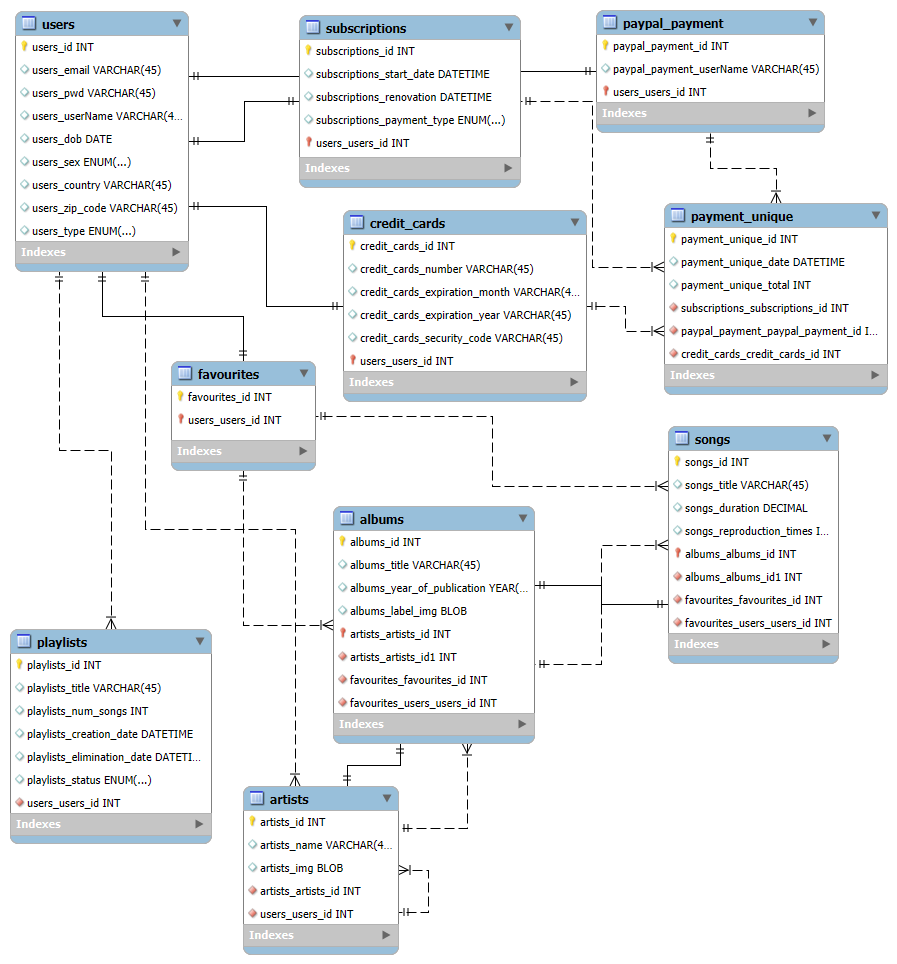 users
users_id INT
users_email VARCHAR(45)
users_pwd VARCHAR(45)
users_userName VARCHAR(4...
users_dob DATE
users_sex ENUM(...)
users_country VARCHAR(45)
users_zip_code VARCHAR(45)
users_type ENUM(...)
Indexes
subscriptions
subscriptions_id INT
subscriptions_start_date DATETIME
subscriptions_renovation DATETIME
subscriptions_payment_type ENUM(...)
users_users_id INT
Indexes
paypal_payment
paypal_payment_id INT
paypal_payment_userName VARCHAR(45)
users_users_id INT
Indexes
credit_cards
credit_cards_id INT
credit_cards_number VARCHAR(45)
credit_cards_expiration_month VARCHAR(4...
credit_cards_expiration_year VARCHAR(45)
credit_cards_security_code VARCHAR(45)
users_users_id INT
Indexes
payment_unique
payment_unique_id INT
payment_unique_date DATETIME
payment_unique_total INT
subscriptions_subscriptions_id INT
paypal_payment_paypal_payment_id I...
credit_cards_credit_cards_id INT
Indexes
favourites
favourites_id INT
users_users_id INT
Indexes
songs
songs_id INT
songs_title VARCHAR(45)
songs_duration DECIMAL
songs_reproduction_times I...
albums_albums_id INT
albums_albums_id1 INT
favourites_favourites_id INT
favourites_users_users_id INT
Indexes
albums
albums_id INT
albums_title VARCHAR(45)
albums_year_of_publication YEAR(...
albums_label_img BLOB
artists_artists_id INT
artists_artists_id1 INT
favourites_favourites_id INT
favourites_users_users_id INT
Indexes
playlists
playlists_id INT
playlists_title VARCHAR(45)
playlists_num_songs INT
playlists_creation_date DATETIME
playlists_elimination_date DATETI...
playlists_status ENUM(...)
users_users_id INT
Indexes
artists
artists_id INT
artists_name VARCHAR(4...
artists_img BLOB
artists_artists_id INT
users_users_id INT
Indexes